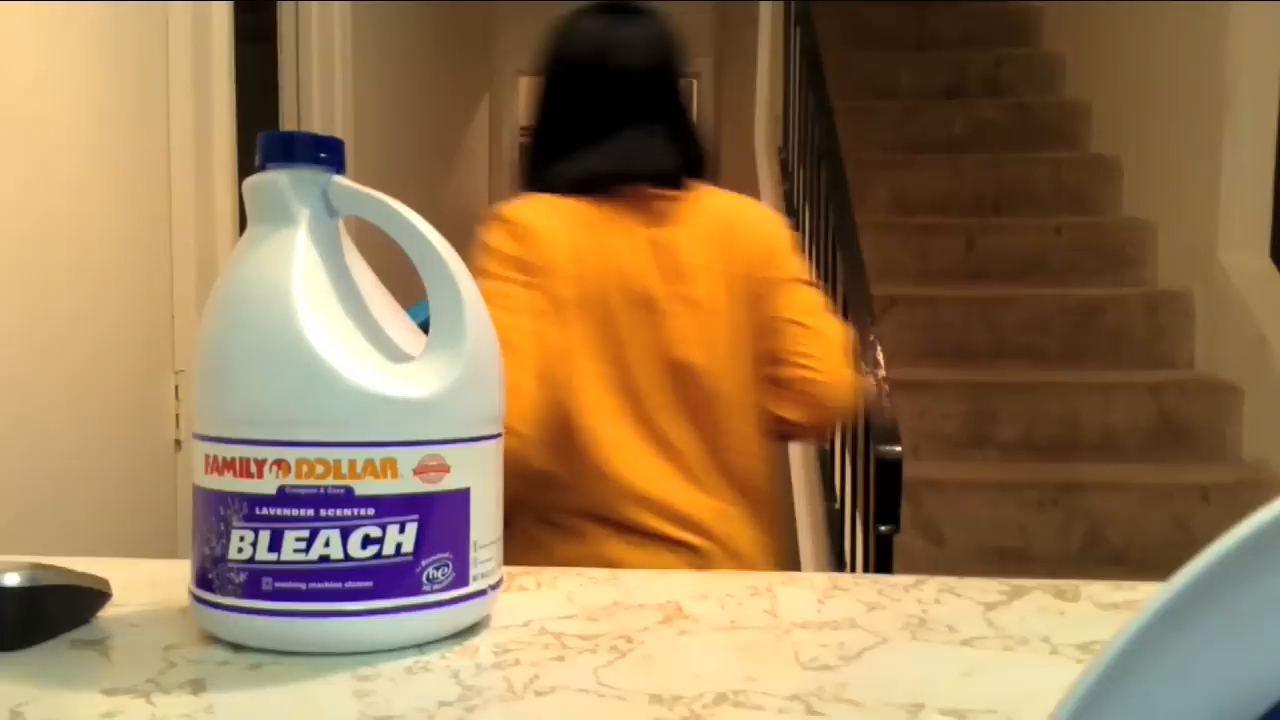 FAMILY DOLLAR
Compare & Save
LAVENDER SCENTED
BLEACH
washing machine cleaner
he